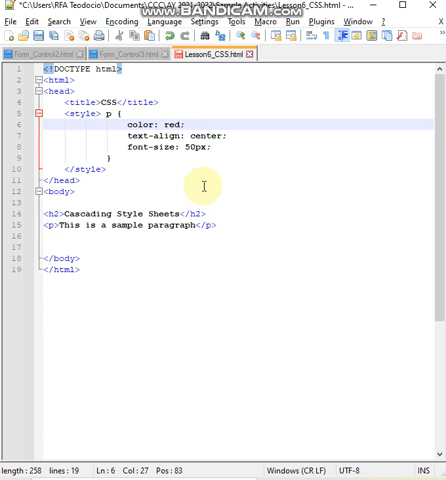 *C:\Users\RFA Teodocio\Documents\CCC\AY 2021-2022\Sample Activities\Lesson6_CSS.html -
WWW.BANDICAM.COM
File Edit Search View Encoding Language Settings Tools Macro Run Plugins Window ?
Form_Control2.html Form_Control3.html Lesson6_CSS.html
1 <!DOCTYPE html>
2 <html>
3 <head>
4 <title>CSS</title>
5 <style> p {
6 color: red;
7 text-align: center;
8 font-size: 50px;
9 }
10 </style>
11 </head>
12 <body>
13
14 <h2>Cascading Style Sheets</h2>
15 <p>This is a sample paragraph</p>
16
17
18 </body>
19 </html>
length : 258 lines : 19 Ln : 6 Col : 27 Pos : 83 Windows (CR LF) UTF-8 INS